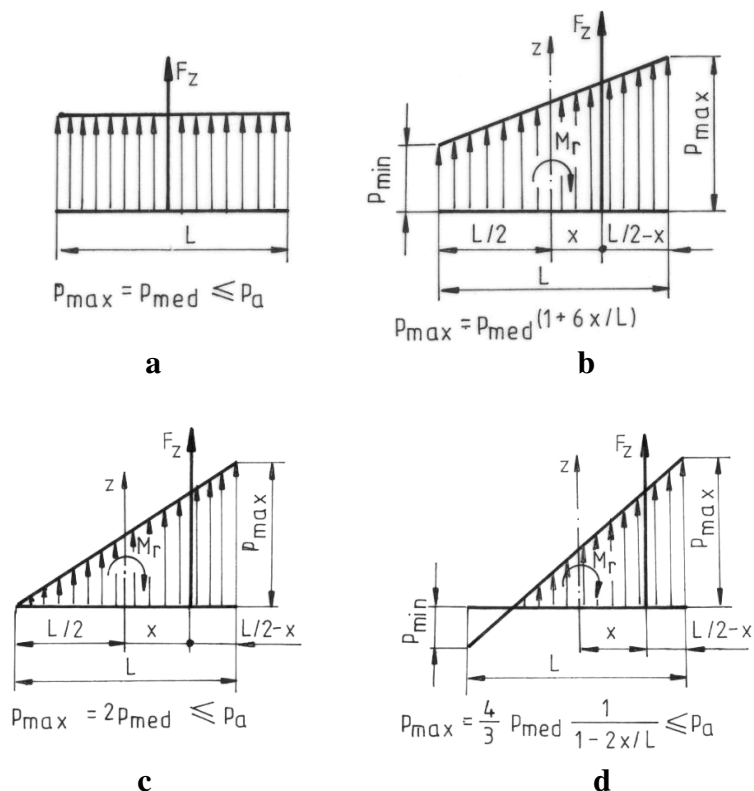 F_z
L
P_max = P_med ≤ P_a
a
z
F_z
M_r
P_min
P_max
L/2
x
L/2-x
L
P_max = P_med (1 + 6x/L)
b
z
F_z
M_r
P_max
L/2
x
L/2-x
L
P_max = 2P_med ≤ P_a
c
z
F_z
M_r
P_min
P_max
x
L/2-x
L
P_max = 4/3 P_med 1/(1-2x/L) ≤ P_a
d